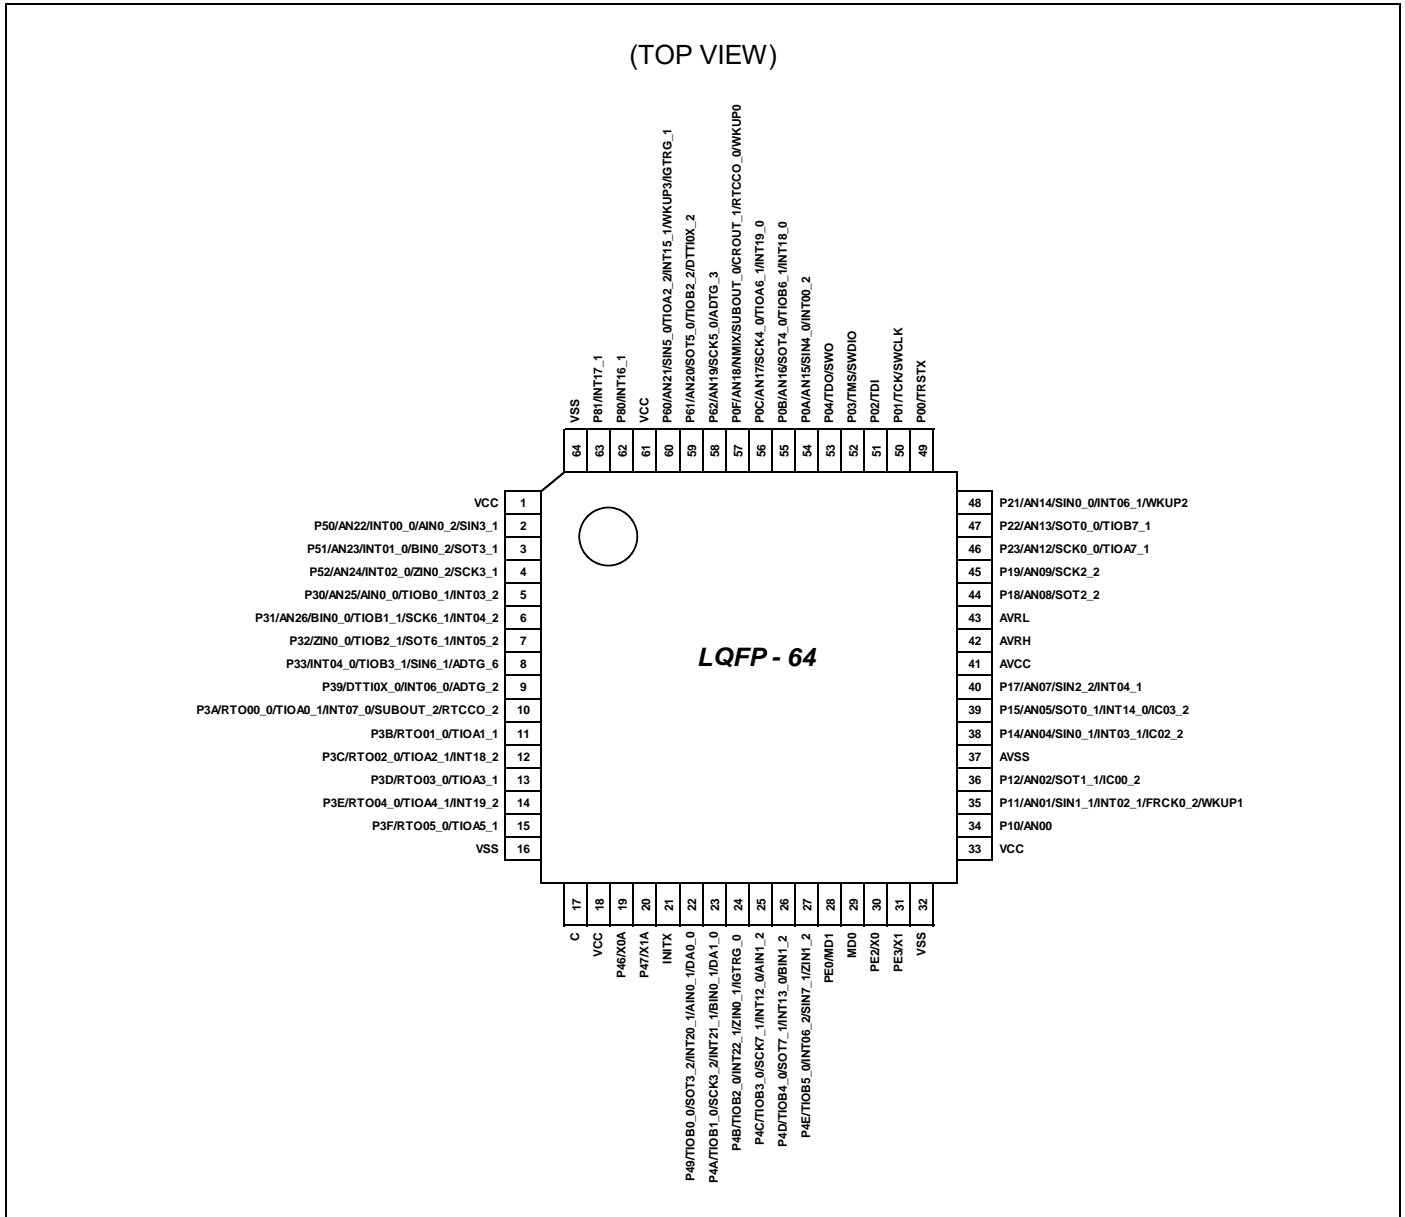 (TOP VIEW)
VSS
P81/INT17_1
P80/INT16_1
VCC
P60/AN21/SIN5_0/TIOA2_2/INT15_1/WKUP3/IGTRG_1
P61/AN20/SOT5_0/TIOB2_2/DTTI0X_2
P62/AN19/SCK5_0/ADTG_3
P0F/AN18/NMIX/SUBOUT_0/CROUT_1/RTCCO_0/WKUP0
P0C/AN17/SCK4_0/TIOA6_1/INT19_0
P0B/AN16/SOT4_0/TIOB6_1/INT18_0
P0A/AN15/SIN4_0/INT00_2
P04/TDO/SWO
P03/TMS/SWDIO
P02/TDI
P01/TCK/SWCLK
P00/TRSTX
64
63
62
61
60
59
58
57
56
55
54
53
52
51
50
49
VCC 1
P50/AN22/INT00_0/AIN0_2/SIN3_1 2
P51/AN23/INT01_0/BIN0_2/SOT3_1 3
P52/AN24/INT02_0/ZIN0_2/SCK3_1 4
P30/AN25/AIN0_0/TIOB0_1/INT03_2 5
P31/AN26/BIN0_0/TIOB1_1/SCK6_1/INT04_2 6
P32/ZIN0_0/TIOB2_1/SOT6_1/INT05_2 7
P33/INT04_0/TIOB3_1/SIN6_1/ADTG_6 8
P39/DTTI0X_0/INT06_0/ADTG_2 9
P3A/RTO00_0/TIOA0_1/INT07_0/SUBOUT_2/RTCCO_2 10
P3B/RTO01_0/TIOA1_1 11
P3C/RTO02_0/TIOA2_1/INT18_2 12
P3D/RTO03_0/TIOA3_1 13
P3E/RTO04_0/TIOA4_1/INT19_2 14
P3F/RTO05_0/TIOA5_1 15
VSS 16
LQFP - 64
48 P21/AN14/SIN0_0/INT06_1/WKUP2
47 P22/AN13/SOT0_0/TIOB7_1
46 P23/AN12/SCK0_0/TIOA7_1
45 P19/AN09/SCK2_2
44 P18/AN08/SOT2_2
43 AVRL
42 AVRH
41 AVCC
40 P17/AN07/SIN2_2/INT04_1
39 P15/AN05/SOT0_1/INT14_0/IC03_2
38 P14/AN04/SIN0_1/INT03_1/IC02_2
37 AVSS
36 P12/AN02/SOT1_1/IC00_2
35 P11/AN01/SIN1_1/INT02_1/FRCK0_2/WKUP1
34 P10/AN00
33 VCC
17
18
19
20
21
22
23
24
25
26
27
28
29
30
31
32
C
VCC
P46/X0A
P47/X1A
INITX
P49/TIOB0_0/SOT3_2/INT20_1/AIN0_1/DA0_0
P4A/TIOB1_0/SCK3_2/INT21_1/BIN0_1/DA1_0
P4B/TIOB2_0/INT22_1/ZIN0_1/IGTRG_0
P4C/TIOB3_0/SCK7_1/INT12_0/AIN1_2
P4D/TIOB4_0/SOT7_1/INT13_0/BIN1_2
P4E/TIOB5_0/INT06_2/SIN7_1/ZIN1_2
PE0/MD1
MD0
PE2/X0
PE3/X1
VSS